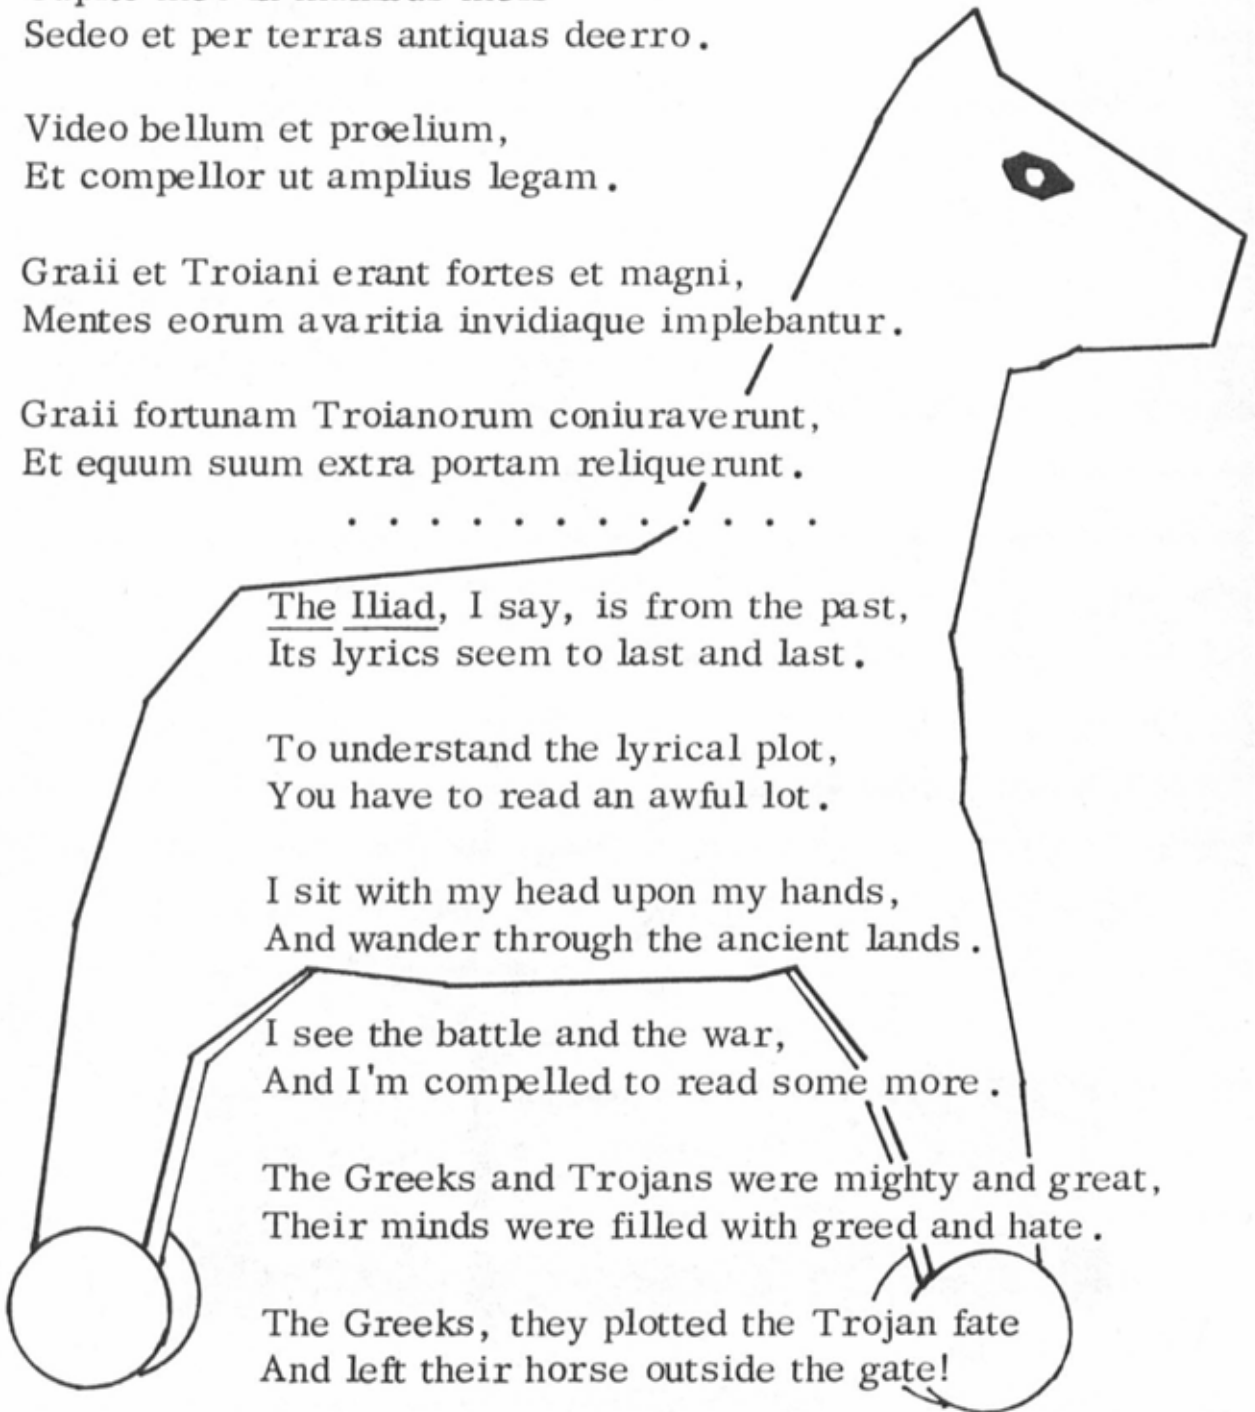 Sedeo et per terras antiquas deerro.
Video bellum et proelium,
Et compellor ut amplius legam.
Graii et Troiani erant fortes et magni,
Mentes eorum avaritia invidiaque implebantur.
Graii fortunam Troianorum coniuraverunt,
Et equum suum extra portam reliquerunt.
. . . . . . . . . . . .
The Iliad, I say, is from the past,
Its lyrics seem to last and last.
To understand the lyrical plot,
You have to read an awful lot.
I sit with my head upon my hands,
And wander through the ancient lands.
I see the battle and the war,
And I'm compelled to read some more.
The Greeks and Trojans were mighty and great,
Their minds were filled with greed and hate.
The Greeks, they plotted the Trojan fate
And left their horse outside the gate!